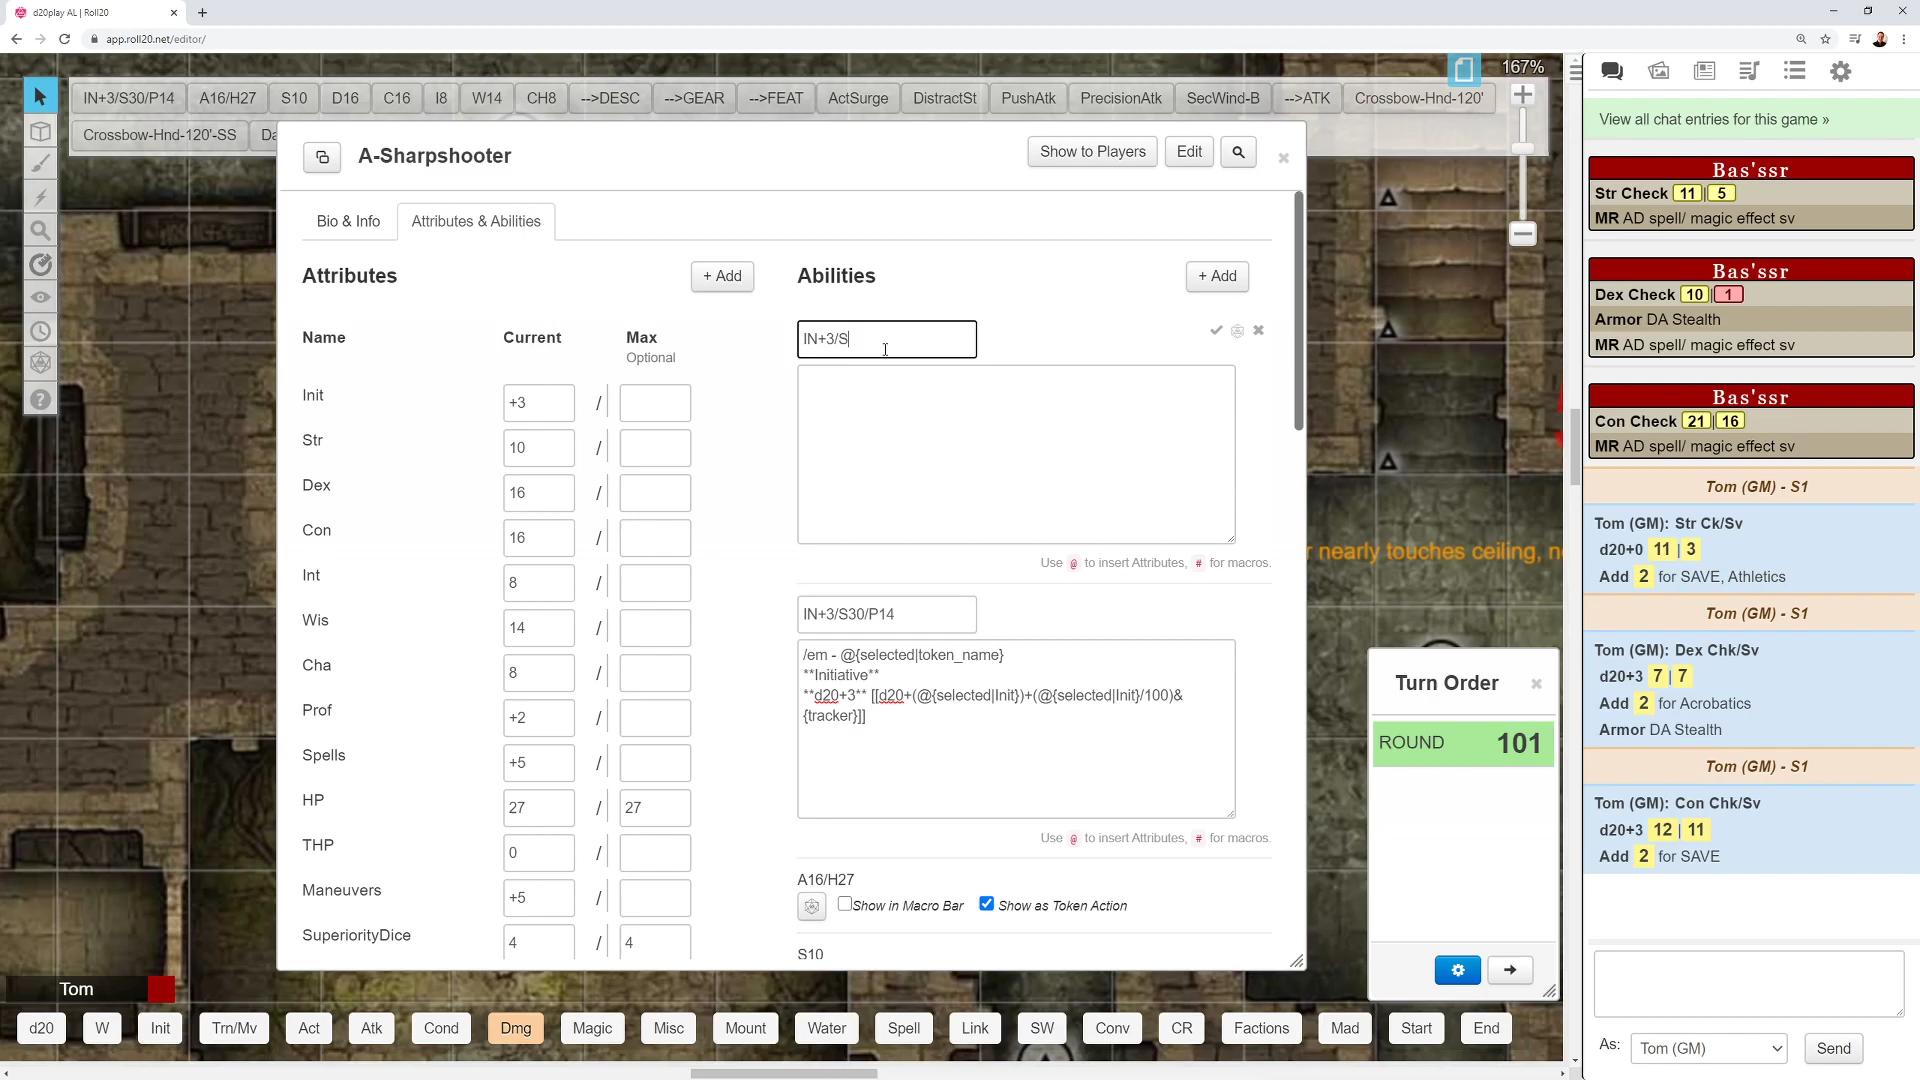 d20play AL | Roll20
app.roll20.net/editor/
IN+3/S30/P14 A16/H27 S10 D16 C16 I8 W14 CH8 -->DESC -->GEAR -->FEAT ActSurge DistractSt PushAtk PrecisionAtk SecWind-B -->ATK Crossbow-Hnd-120'
Crossbow-Hnd-120'-SS Da
167%
A-Sharpshooter
Show to Players Edit
Bio & Info Attributes & Abilities
Attributes + Add
Name Current Max
Optional
Init +3 /
Str 10 /
Dex 16 /
Con 16 /
Int 8 /
Wis 14 /
Cha 8 /
Prof +2 /
Spells +5 /
HP 27 / 27
THP 0 /
Maneuvers +5 /
SuperiorityDice 4 / 4
Abilities + Add
IN+3/S
Use @ to insert Attributes, # for macros.
IN+3/S30/P14
/em - @{selected|token_name}
**Initiative**
**d20+3** [[d20+(@{selected|Init})+(@{selected|Init}/100)&
{tracker}]]
Use @ to insert Attributes, # for macros.
A16/H27
Show in Macro Bar Show as Token Action
S10
r nearly touches ceiling, n
Turn Order
ROUND 101
View all chat entries for this game »
Bas'ssr
Str Check 11 | 5
MR AD spell/ magic effect sv
Bas'ssr
Dex Check 10 | 1
Armor DA Stealth
MR AD spell/ magic effect sv
Bas'ssr
Con Check 21 | 16
MR AD spell/ magic effect sv
Tom (GM) - S1
Tom (GM): Str Ck/Sv
d20+0 11 | 3
Add 2 for SAVE, Athletics
Tom (GM) - S1
Tom (GM): Dex Chk/Sv
d20+3 7 | 7
Add 2 for Acrobatics
Armor DA Stealth
Tom (GM) - S1
Tom (GM): Con Chk/Sv
d20+3 12 | 11
Add 2 for SAVE
As: Tom (GM) Send
Tom
d20 W Init Trn/Mv Act Atk Cond Dmg Magic Misc Mount Water Spell Link SW Conv CR Factions Mad Start End